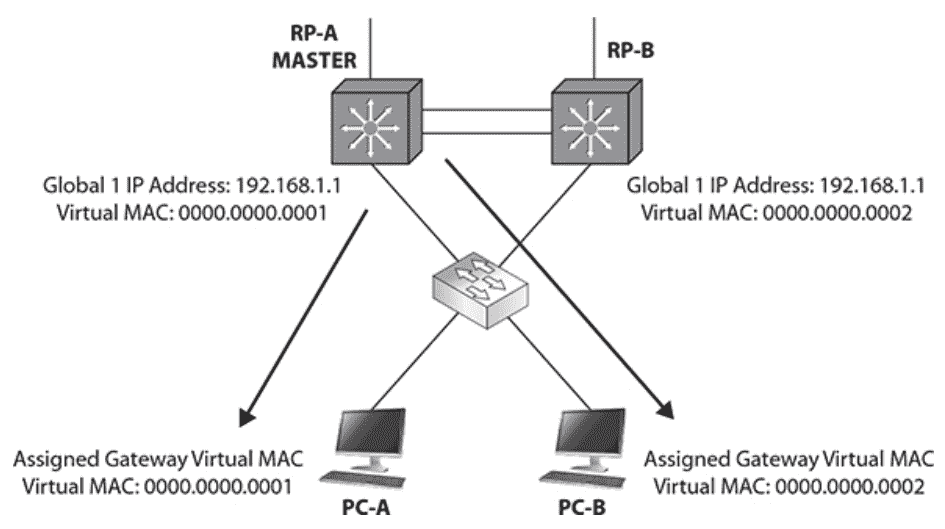 RP-A
MASTER
RP-B
Global 1 IP Address: 192.168.1.1
Virtual MAC: 0000.0000.0001
Global 1 IP Address: 192.168.1.1
Virtual MAC: 0000.0000.0002
Assigned Gateway Virtual MAC
Virtual MAC: 0000.0000.0001
PC-A
PC-B
Assigned Gateway Virtual MAC
Virtual MAC: 0000.0000.0002